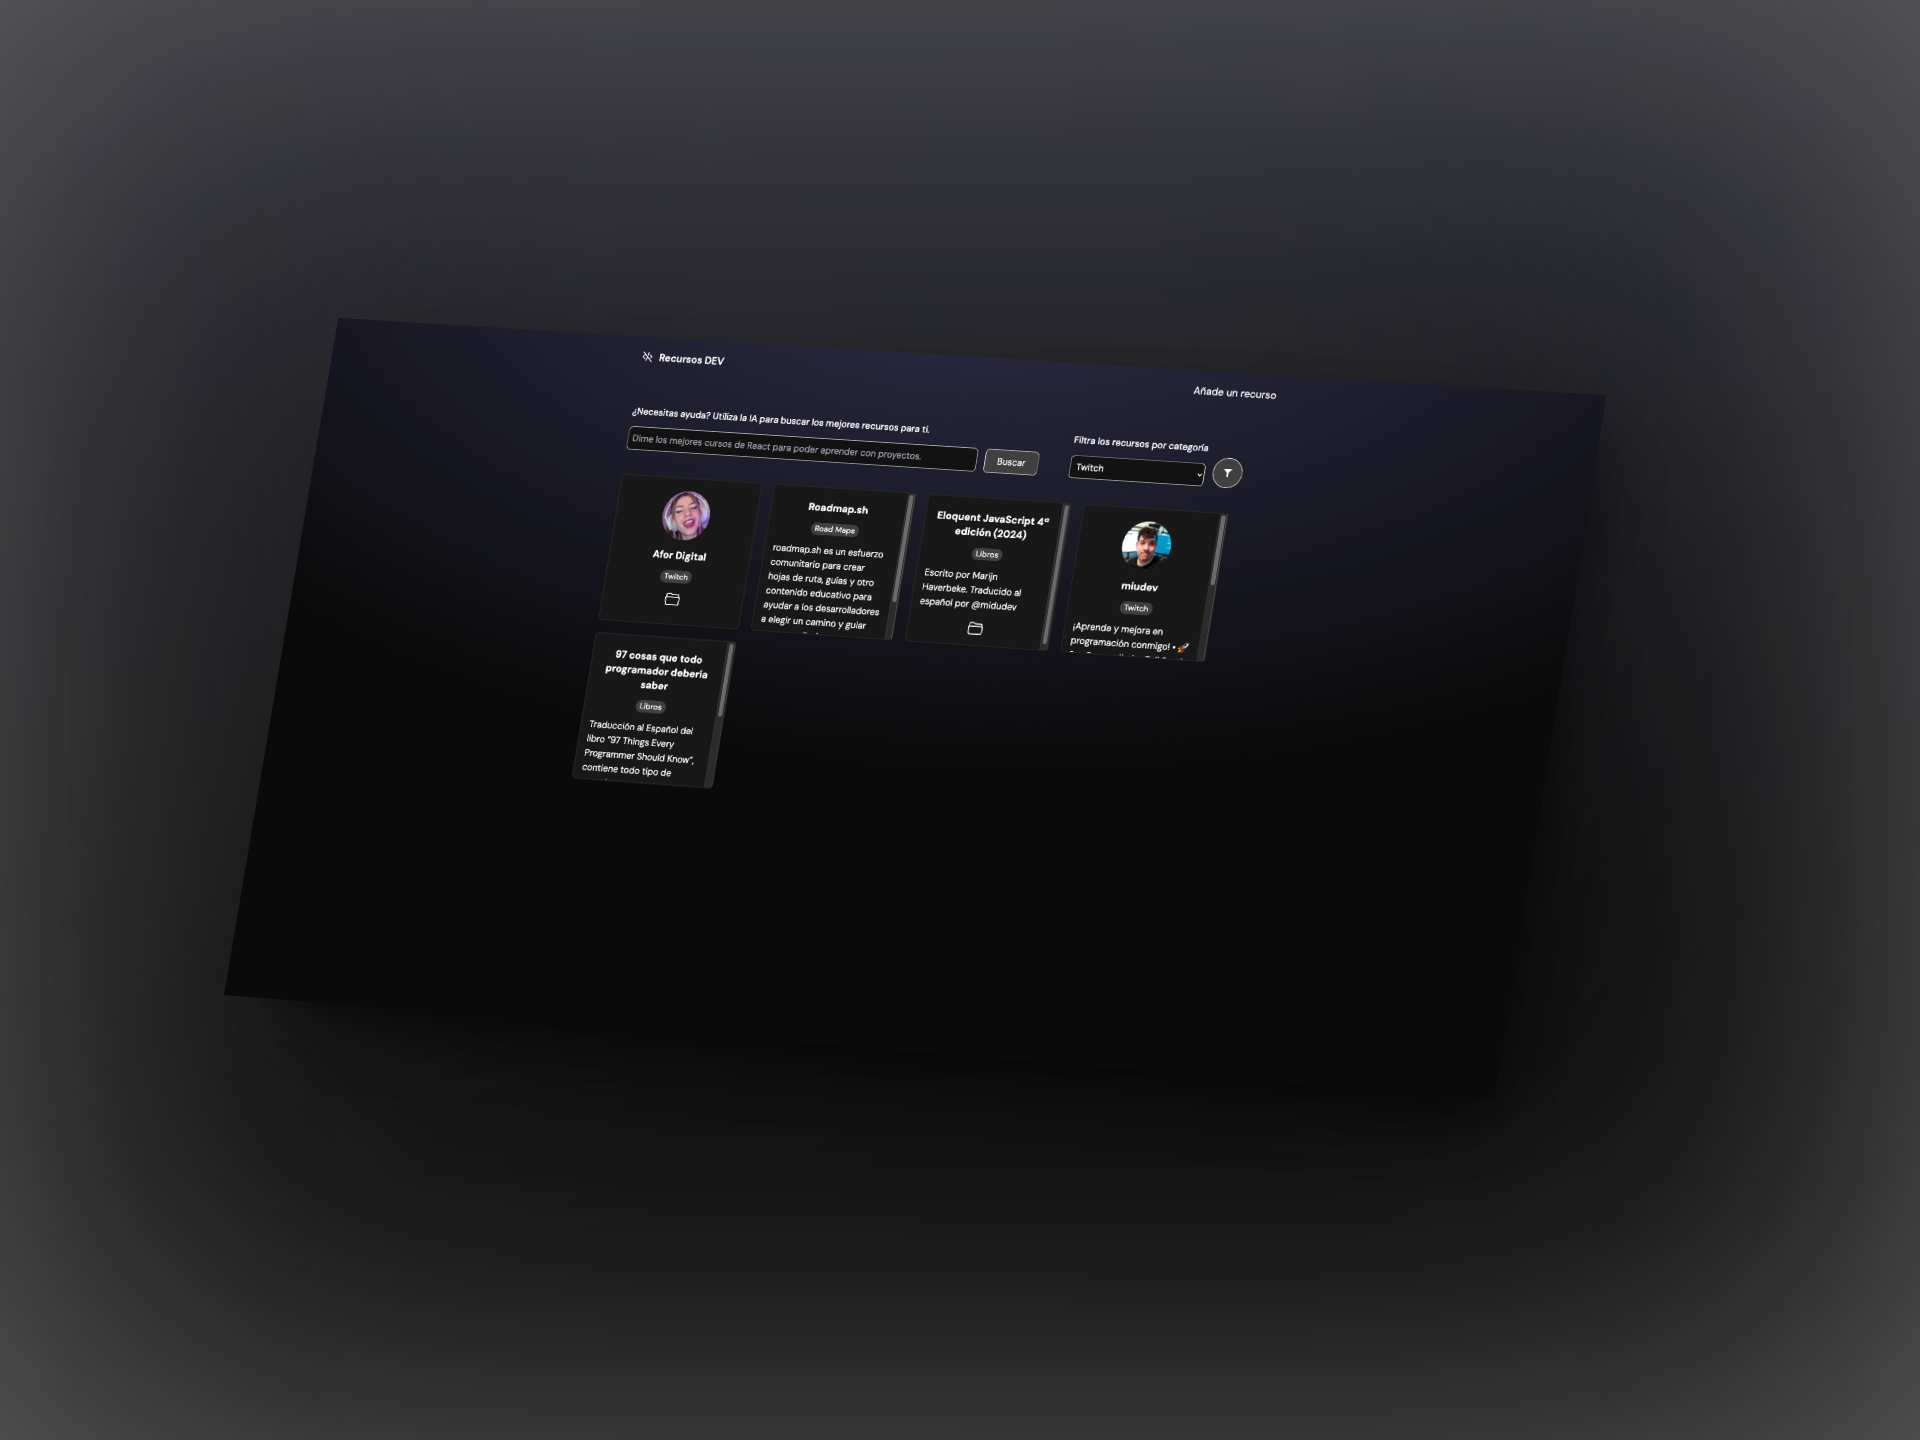 Recursos DEV
Añade un recurso
¿Necesitas ayuda? Utiliza la IA para buscar los mejores recursos para ti.
Dime los mejores cursos de React para poder aprender con proyectos.
Buscar
Filtra los recursos por categoría
Twitch
Afor Digital
Twitch
Roadmap.sh
Road Maps
roadmap.sh es un esfuerzo
comunitario para crear
hojas de ruta, guías y otro
contenido educativo para
ayudar a los desarrolladores
a elegir un camino y guiar
Eloquent JavaScript 4ª
edición (2024)
Libros
Escrito por Marijn
Haverbeke. Traducido al
español por @midudev
miudev
Twitch
¡Aprende y mejora en
programación conmigo! • 🚀
97 cosas que todo
programador debería
saber
Libros
Traducción al Español del
libro "97 Things Every
Programmer Should Know",
contiene todo tipo de